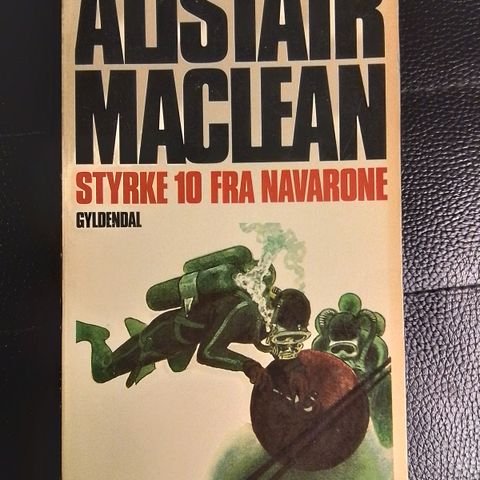 ALISTAIR
MACLEAN
STYRKE 10 FRA NAVARONE
GYLDENDAL